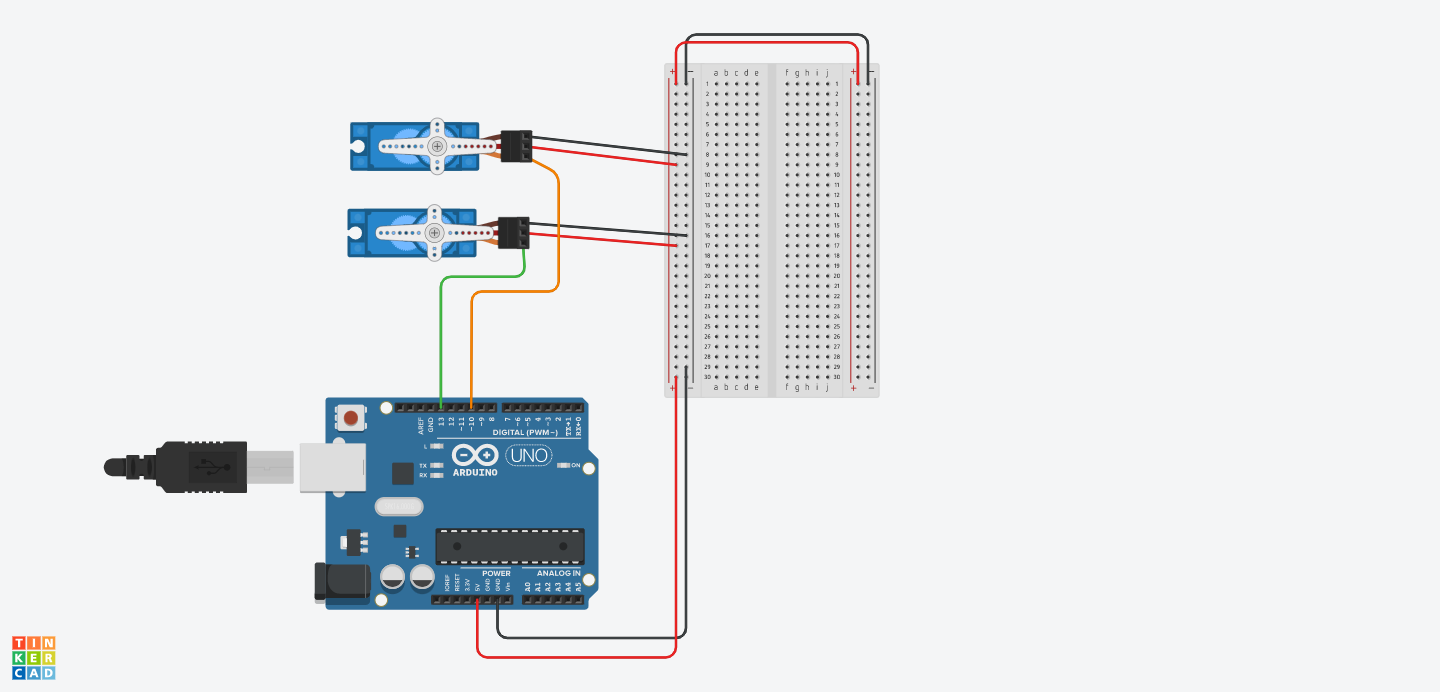 + − a b c d e f g h i j + −
1 1
2 2
3 3
4 4
5 5
6 6
7 7
8 8
9 9
10 10
11 11
12 12
13 13
14 14
15 15
16 16
17 17
18 18
19 19
20 20
21 21
22 22
23 23
24 24
25 25
26 26
27 27
28 28
29 29
30 30
+ − a b c d e f g h i j + −
AREF GND 13 12 ~11 ~10 ~9 8 7 ~6 ~5 4 ~3 2 TX→1 RX←0
DIGITAL (PWM~)
L
TX
RX
UNO
ON
ARDUINO
POWER ANALOG IN
IOREF RESET 3.3V 5V GND GND Vin A0 A1 A2 A3 A4 A5
TIN
KER
CAD